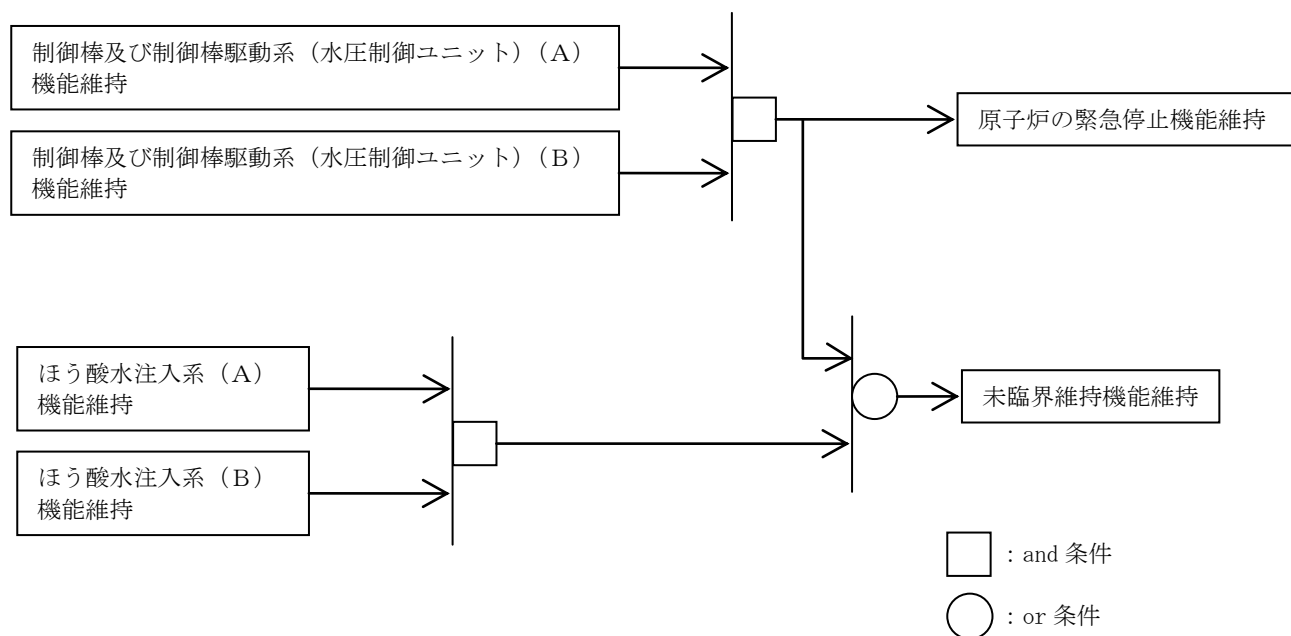 制御棒及び制御棒駆動系（水圧制御ユニット）（Ａ）
機能維持
制御棒及び制御棒駆動系（水圧制御ユニット）（Ｂ）
機能維持
原子炉の緊急停止機能維持
ほう酸水注入系（Ａ）
機能維持
ほう酸水注入系（Ｂ）
機能維持
未臨界維持機能維持
：and 条件
：or 条件